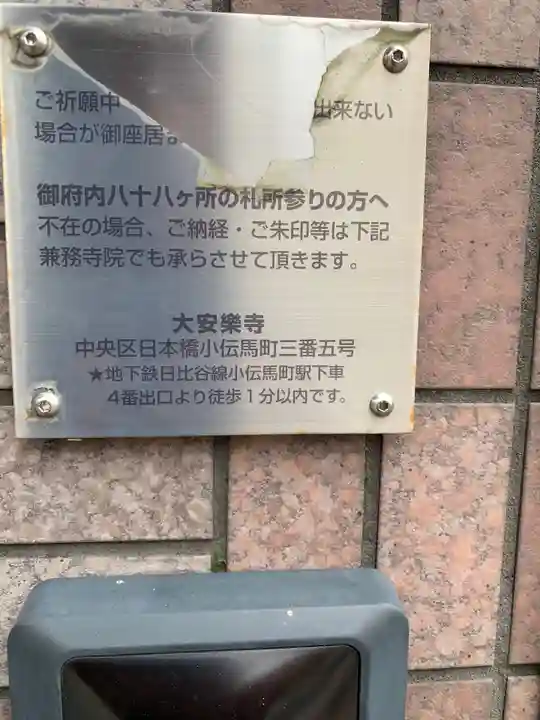 ご祈願中 出来ない
場合が御座居
御府内八十八ヶ所の札所参りの方へ
不在の場合、ご納経・ご朱印等は下記
兼務寺院でも承らさせて頂きます。
大安樂寺
中央区日本橋小伝馬町三番五号
★地下鉄日比谷線小伝馬町駅下車
4番出口より徒歩1分以内です。